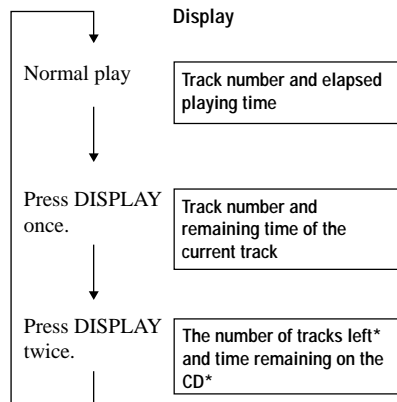 Display
Normal play
Track number and elapsed
playing time
Press DISPLAY
once.
Track number and
remaining time of the
current track
Press DISPLAY
twice.
The number of tracks left*
and time remaining on the
CD*